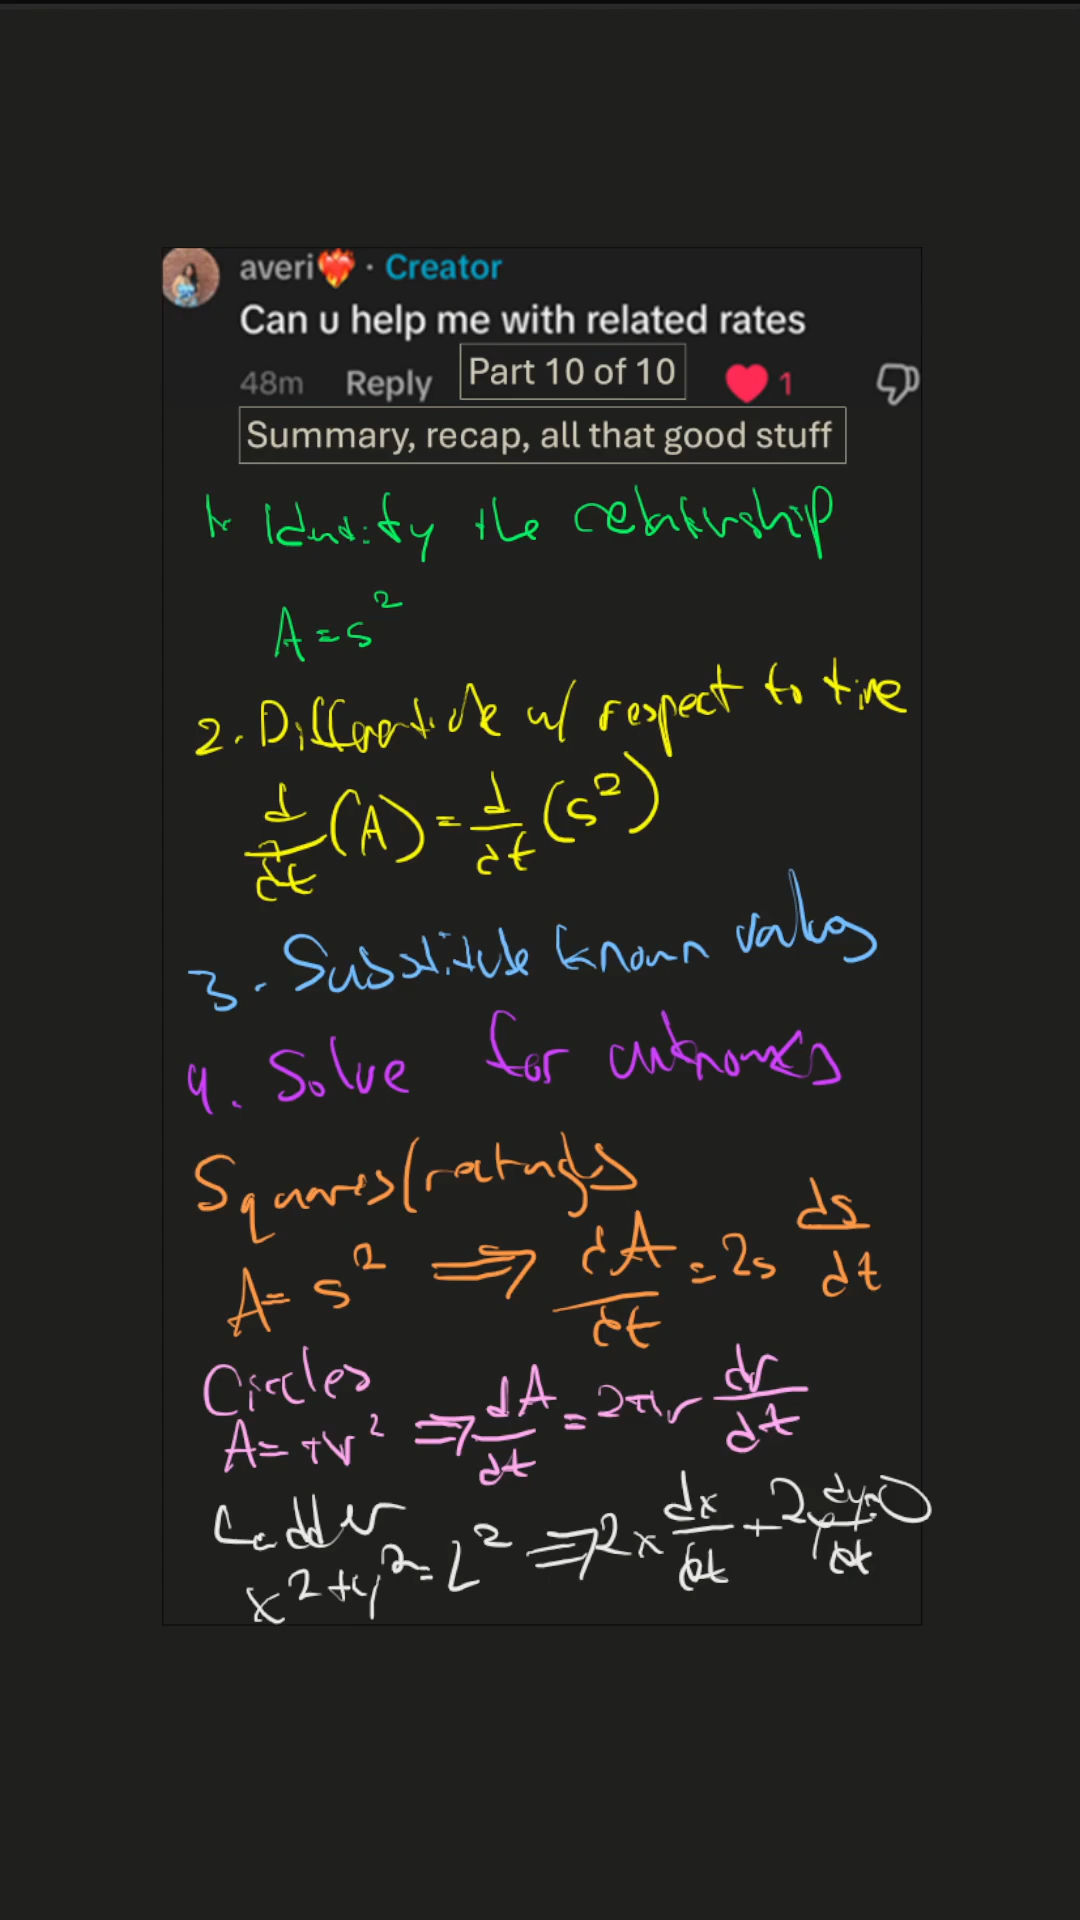 averi❤️‍🔥 · Creator
Can u help me with related rates
48m Reply Part 10 of 10 ❤️ 1
Summary, recap, all that good stuff
1. Identify the relationship
A = s²
2. Differentiate w/ respect to time
d/dt (A) = d/dt (s²)
3. Substitute known values
4. Solve for unknowns
Squares/rectangles
A = s² ⟹ dA/dt = 2s ds/dt
Circles
A = πr² ⟹ dA/dt = 2πr dr/dt
Ladder
x² + y² = L² ⟹ 2x dx/dt + 2y dy/dt = 0